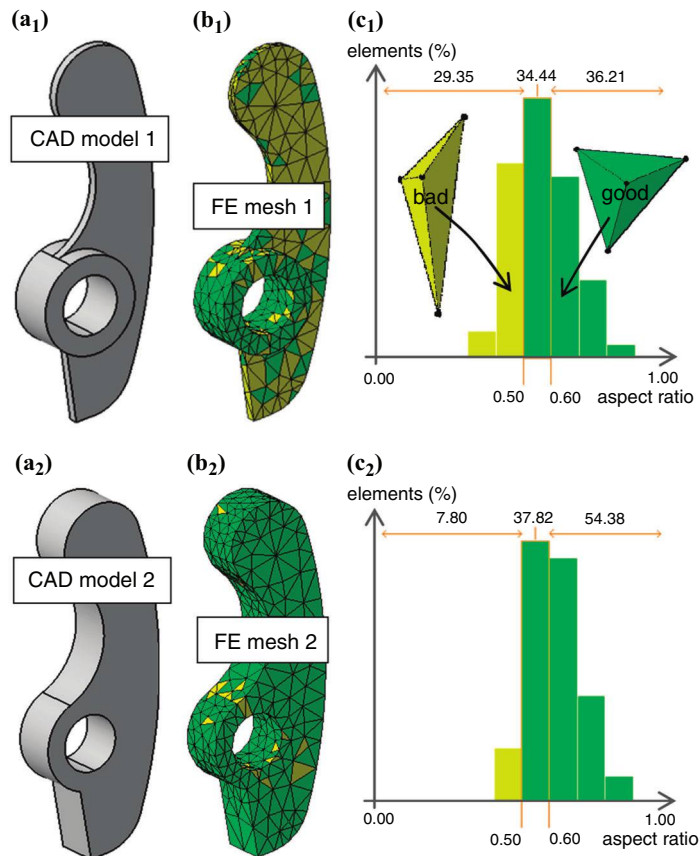 (a1)
(b1)
(c1)
elements (%)
29.35
34.44
36.21
CAD model 1
FE mesh 1
bad
good
0.00
1.00
0.50
0.60
aspect ratio
(a2)
(b2)
(c2)
elements (%)
7.80
37.82
54.38
CAD model 2
FE mesh 2
0.00
1.00
0.50
0.60
aspect ratio